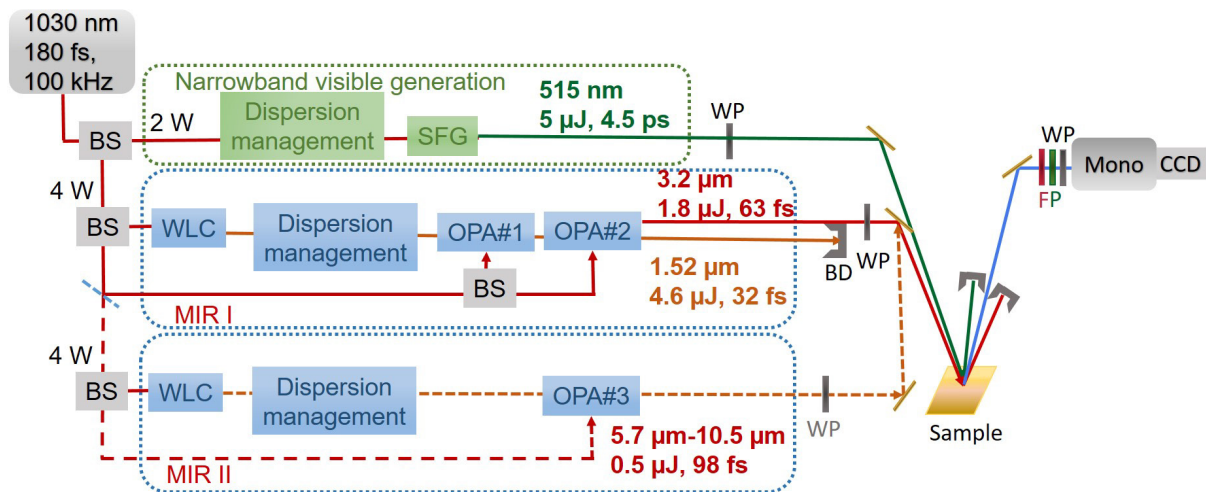 1030 nm
180 fs,
100 kHz
Narrowband visible generation
BS
2 W
Dispersion
management
SFG
515 nm
5 µJ, 4.5 ps
WP
WP
Mono
CCD
FP
4 W
BS
WLC
Dispersion
management
OPA#1
OPA#2
3.2 µm
1.8 µJ, 63 fs
BD
WP
BS
1.52 µm
4.6 µJ, 32 fs
MIR I
4 W
BS
WLC
Dispersion
management
OPA#3
WP
Sample
5.7 µm-10.5 µm
0.5 µJ, 98 fs
MIR II